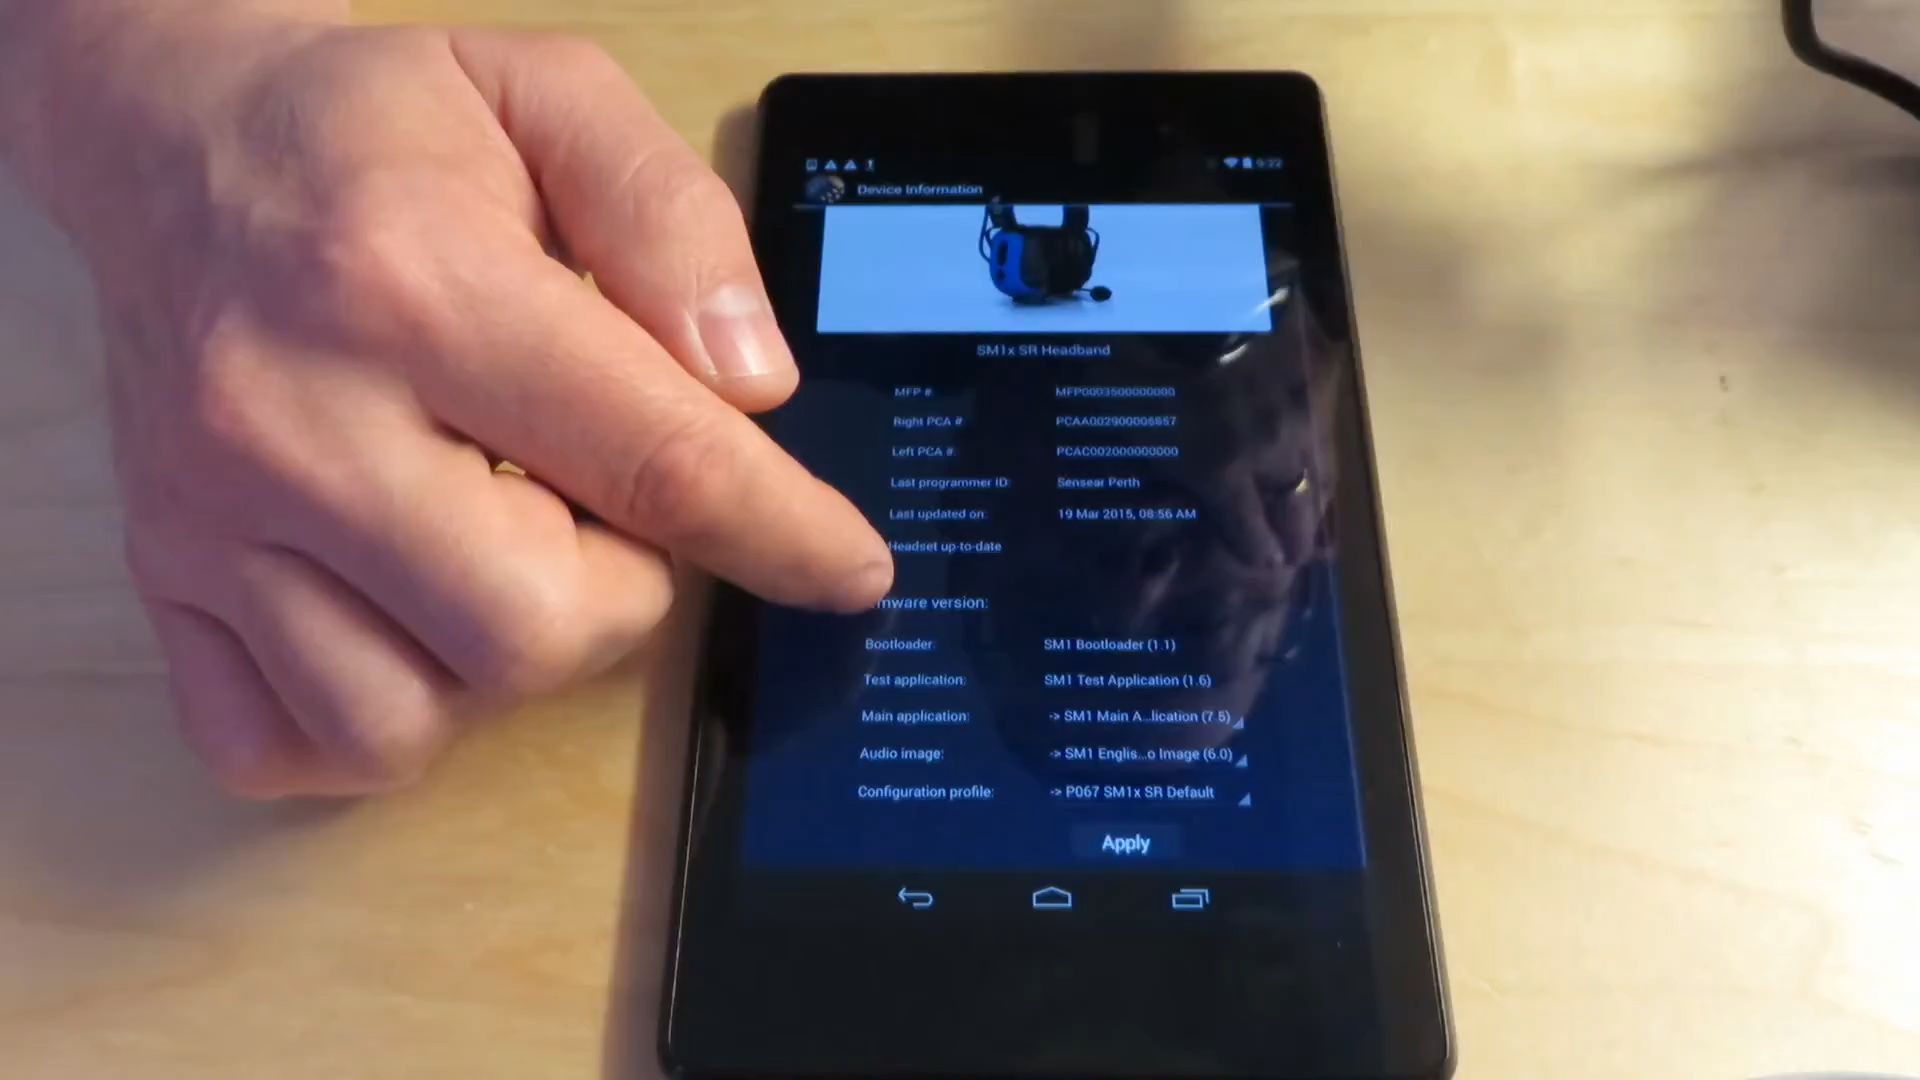 9:22
Device Information
SM1x SR Headband
MFP # MFP0003500000000
Right PCA # PCAA002900006857
Left PCA #: PCAC002000000000
Last programmer ID: Sensear Perth
Last updated on: 19 Mar 2015, 08:56 AM
Headset up-to-date
mware version:
Bootloader: SM1 Bootloader (1.1)
Test application: SM1 Test Application (1.6)
Main application: -> SM1 Main A...lication (7.5)
Audio image: -> SM1 Englis...o Image (6.0)
Configuration profile: -> P067 SM1x SR Default
Apply